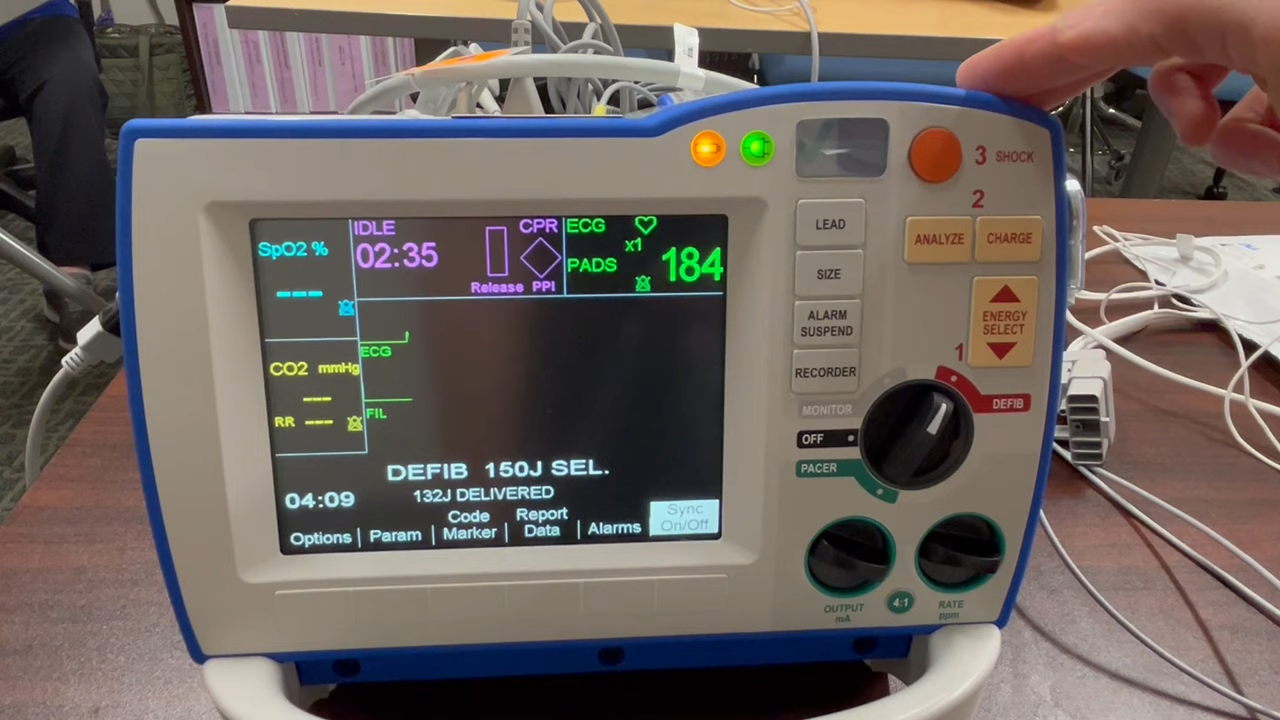 SpO2 %
---
IDLE
02:35
CPR
Release PPI
ECG
x1
PADS
184
CO2 mmHg
--
RR ---
ECG
FIL
DEFIB 150J SEL.
132J DELIVERED
04:09
Options
Param
Code
Marker
Report
Data
Alarms
Sync
On/Off
3 SHOCK
2
ANALYZE
CHARGE
LEAD
SIZE
ALARM
SUSPEND
RECORDER
ENERGY
SELECT
1
MONITOR
DEFIB
OFF
PACER
OUTPUT
mA
4:1
RATE
ppm